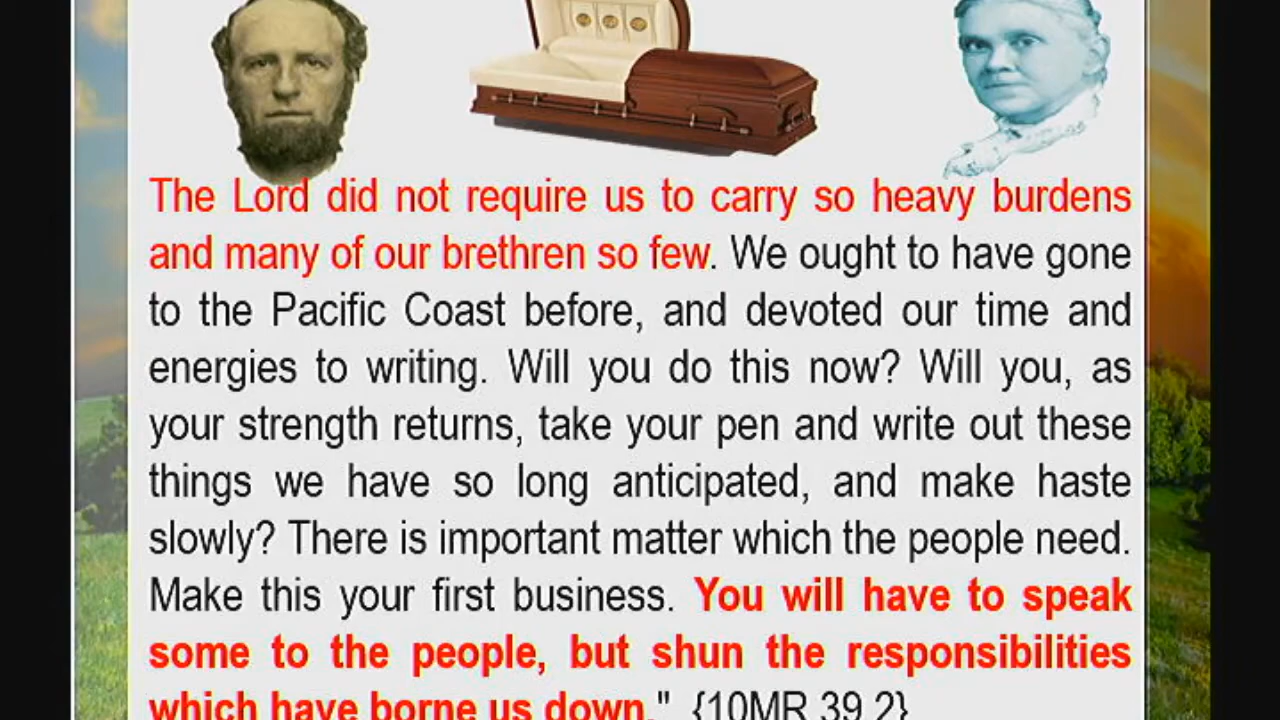 The Lord did not require us to carry so heavy burdens
and many of our brethren so few. We ought to have gone
to the Pacific Coast before, and devoted our time and
energies to writing. Will you do this now? Will you, as
your strength returns, take your pen and write out these
things we have so long anticipated, and make haste
slowly? There is important matter which the people need.
Make this your first business. You will have to speak
some to the people, but shun the responsibilities
which have borne us down." {10MR 39.2}